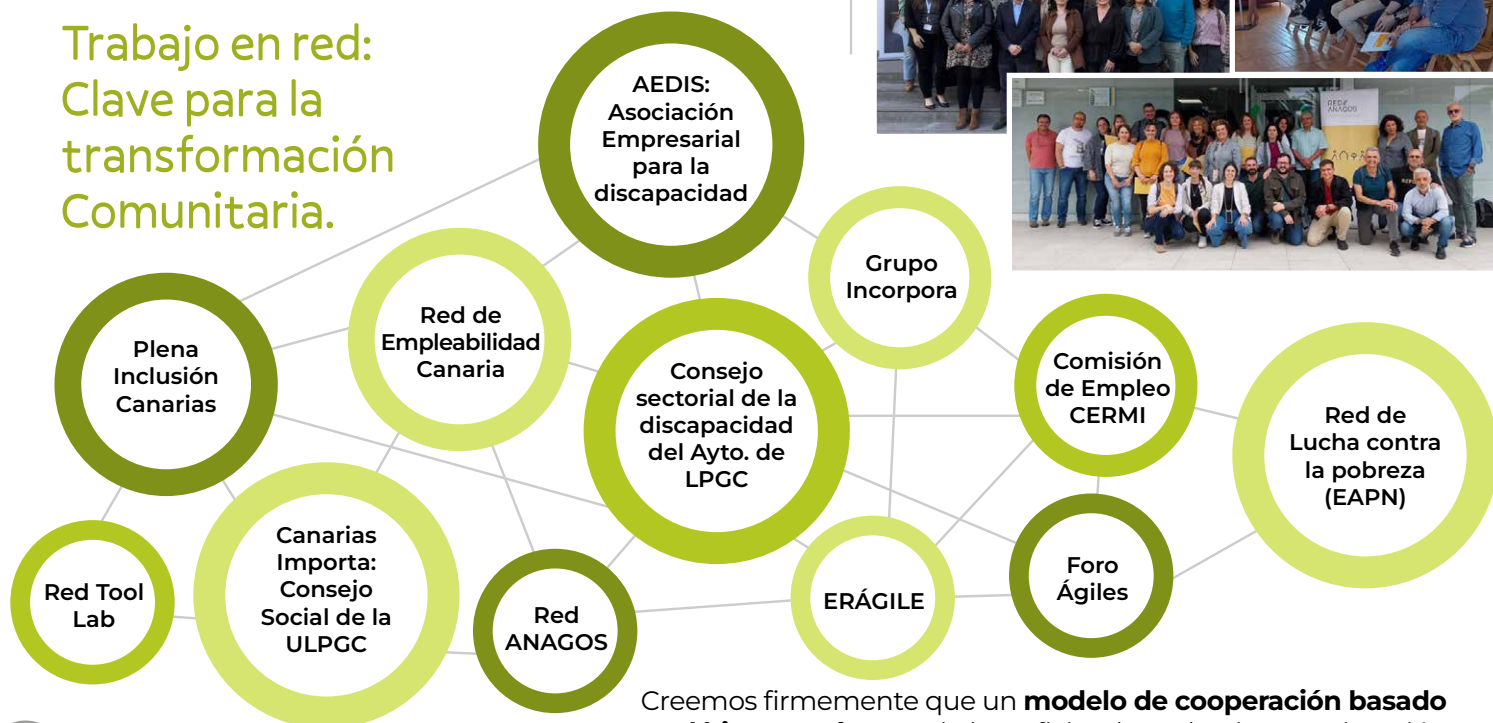 Trabajo en red:
Clave para la
transformación
Comunitaria.
AEDIS:
Asociación
Empresarial
para la
discapacidad
RED
ANAGOS
Grupo
Incorpora
Red de
Empleabilidad
Canaria
Plena
Inclusión
Canarias
Consejo
sectorial de la
discapacidad
del Ayto. de
LPGC
Comisión
de Empleo
CERMI
Red de
Lucha contra
la pobreza
(EAPN)
Canarias
Importa:
Consejo
Social de la
ULPGC
Red Tool
Lab
Red
ANAGOS
ERÁGILE
Foro
Ágiles
Creemos firmemente que un modelo de cooperación basado